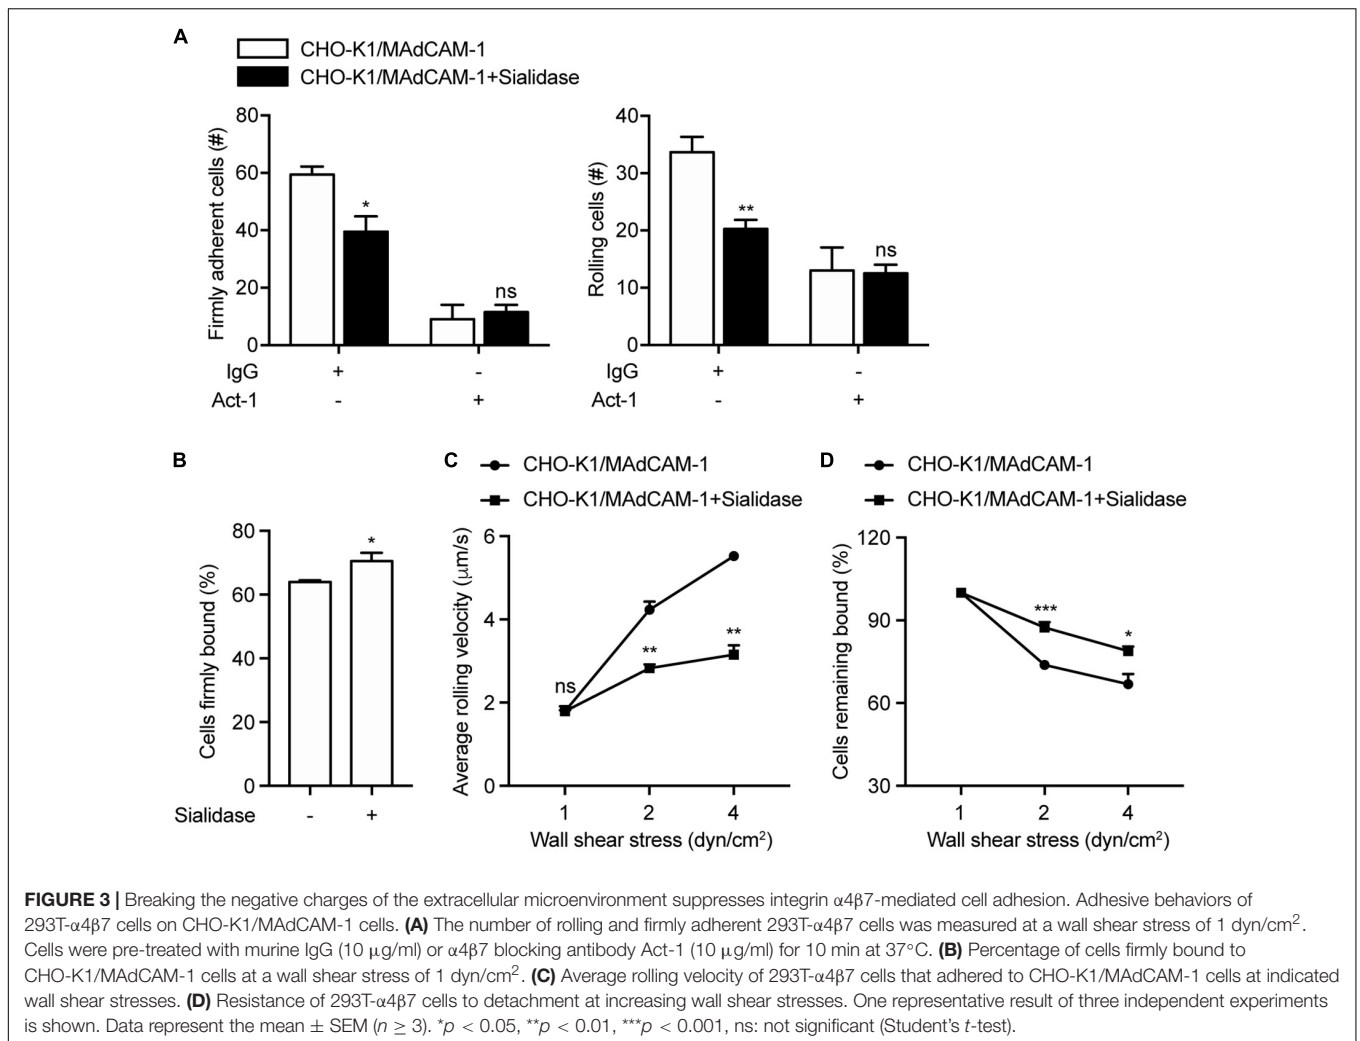 A
CHO-K1/MAdCAM-1
CHO-K1/MAdCAM-1+Sialidase
Firmly adherent cells (#)
80
60
40
20
0
*
ns
IgG + -
Act-1 - +
Rolling cells (#)
40
30
20
10
0
**
ns
IgG + -
Act-1 - +
B
Cells firmly bound (%)
80
60
40
20
0
*
Sialidase - +
C
CHO-K1/MAdCAM-1
CHO-K1/MAdCAM-1+Sialidase
Average rolling velocity (μm/s)
6
4
2
0
ns
**
**
1 2 4
Wall shear stress (dyn/cm²)
D
CHO-K1/MAdCAM-1
CHO-K1/MAdCAM-1+Sialidase
Cells remaining bound (%)
120
90
60
30
***
*
1 2 4
Wall shear stress (dyn/cm²)
FIGURE 3 | Breaking the negative charges of the extracellular microenvironment suppresses integrin α4β7-mediated cell adhesion. Adhesive behaviors of
293T-α4β7 cells on CHO-K1/MAdCAM-1 cells. (A) The number of rolling and firmly adherent 293T-α4β7 cells was measured at a wall shear stress of 1 dyn/cm².
Cells were pre-treated with murine IgG (10 μg/ml) or α4β7 blocking antibody Act-1 (10 μg/ml) for 10 min at 37°C. (B) Percentage of cells firmly bound to
CHO-K1/MAdCAM-1 cells at a wall shear stress of 1 dyn/cm². (C) Average rolling velocity of 293T-α4β7 cells that adhered to CHO-K1/MAdCAM-1 cells at indicated
wall shear stresses. (D) Resistance of 293T-α4β7 cells to detachment at increasing wall shear stresses. One representative result of three independent experiments
is shown. Data represent the mean ± SEM (n ≥ 3). *p < 0.05, **p < 0.01, ***p < 0.001, ns: not significant (Student's t-test).